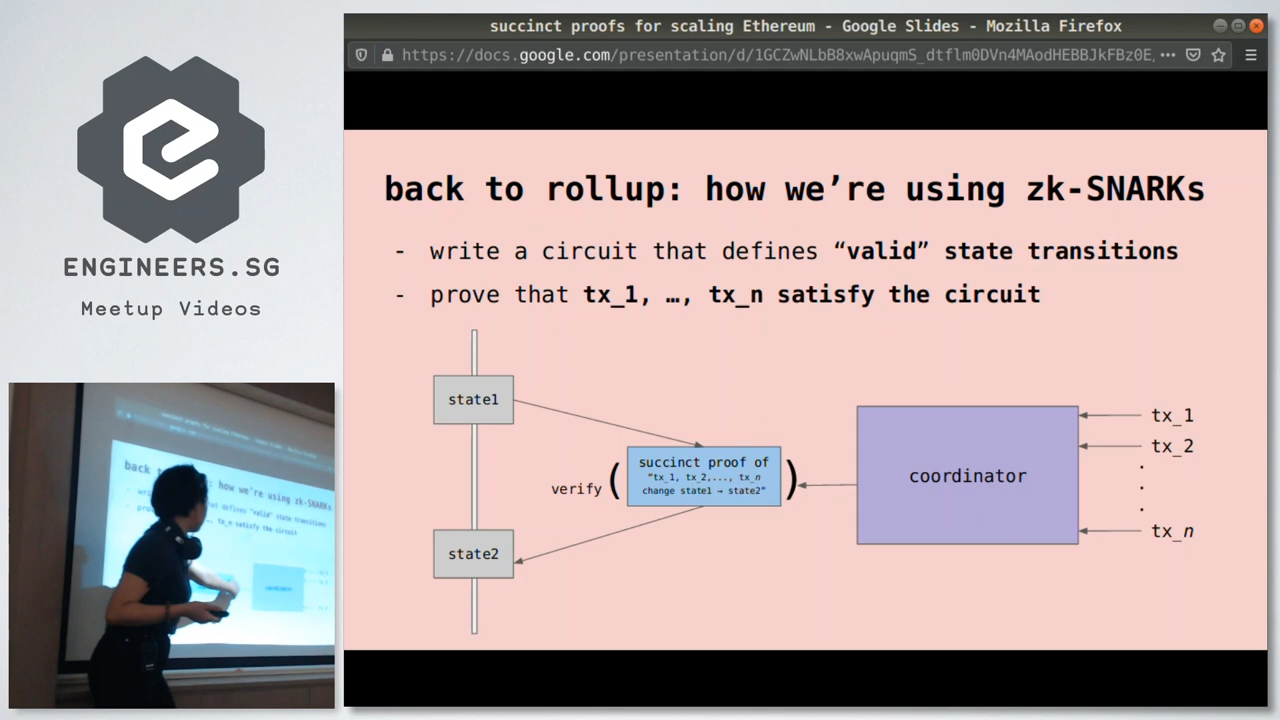 succinct proofs for scaling Ethereum - Google Slides - Mozilla Firefox
https://docs.google.com/presentation/d/1GCZwNLbB8xwApuqmS_dtflm0DVn4MAodHEBBJkFBz0E,
ENGINEERS.SG
Meetup Videos
back to rollup: how we’re using zk-SNARKs
- write a circuit that defines “valid” state transitions
- prove that tx_1, …, tx_n satisfy the circuit
state1
verify (
succinct proof of
“tx_1, tx_2,..., tx_n
change state1 → state2”
)
state2
coordinator
tx_1
tx_2
.
.
.
tx_n